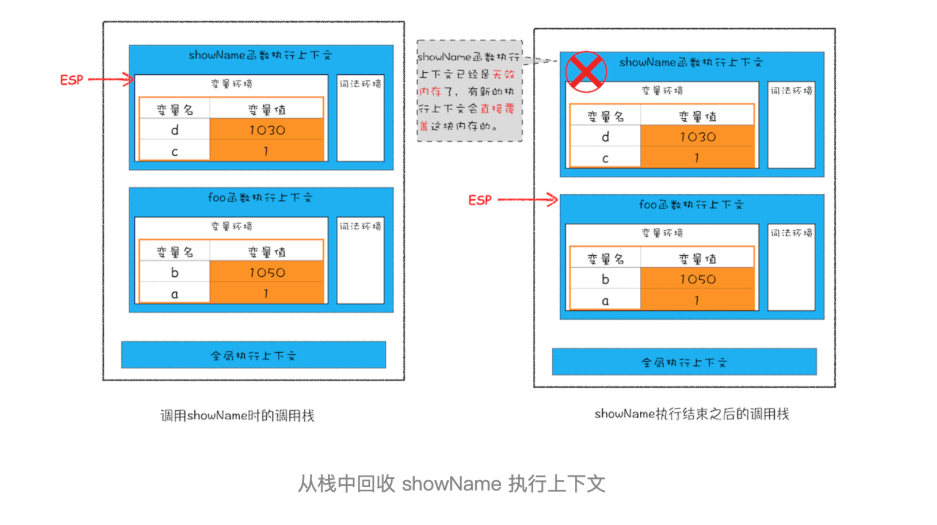 showName函数执行上下文
ESP
变量环境
词法环境
变量名 变量值
d 1030
c 1
foo函数执行上下文
变量环境
词法环境
变量名 变量值
b 1050
a 1
全局执行上下文
调用showName时的调用栈
showName函数执行
上下文已经是无效
内存了，有新的执
行上下文会直接覆
盖这块内存的。
showName函数执行上下文
变量环境
词法环境
变量名 变量值
d 1030
c 1
ESP
foo函数执行上下文
变量环境
词法环境
变量名 变量值
b 1050
a 1
全局执行上下文
showName执行结束之后的调用栈
从栈中回收 showName 执行上下文